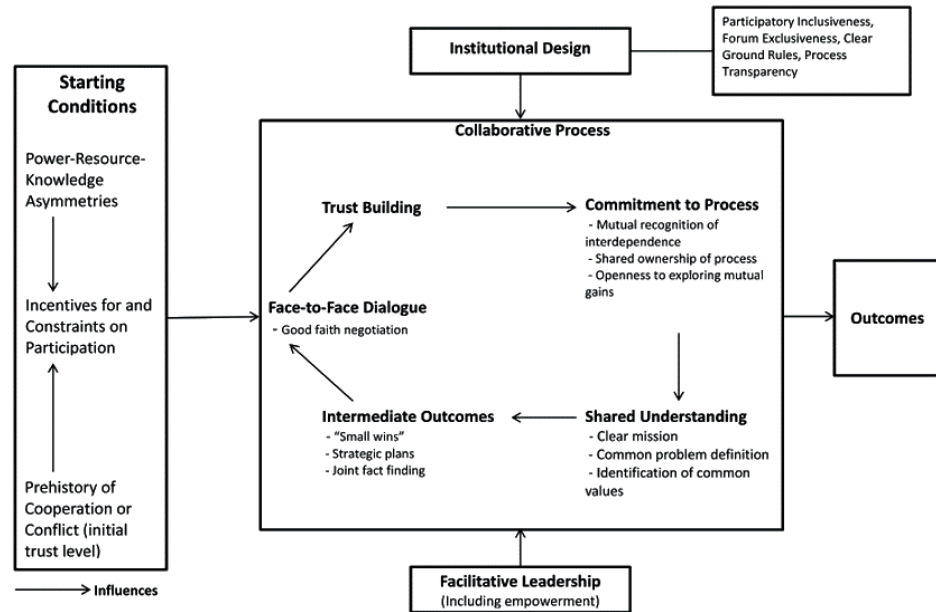 Starting
Conditions
Power-Resource-
Knowledge
Asymmetries
Incentives for and
Constraints on
Participation
Prehistory of
Cooperation or
Conflict (initial
trust level)
Influences
Institutional Design
Participatory Inclusiveness,
Forum Exclusiveness, Clear
Ground Rules, Process
Transparency
Collaborative Process
Trust Building
Commitment to Process
- Mutual recognition of
interdependence
- Shared ownership of process
- Openness to exploring mutual
gains
Face-to-Face Dialogue
- Good faith negotiation
Intermediate Outcomes
- “Small wins”
- Strategic plans
- Joint fact finding
Shared Understanding
- Clear mission
- Common problem definition
- Identification of common
values
Facilitative Leadership
(Including empowerment)
Outcomes